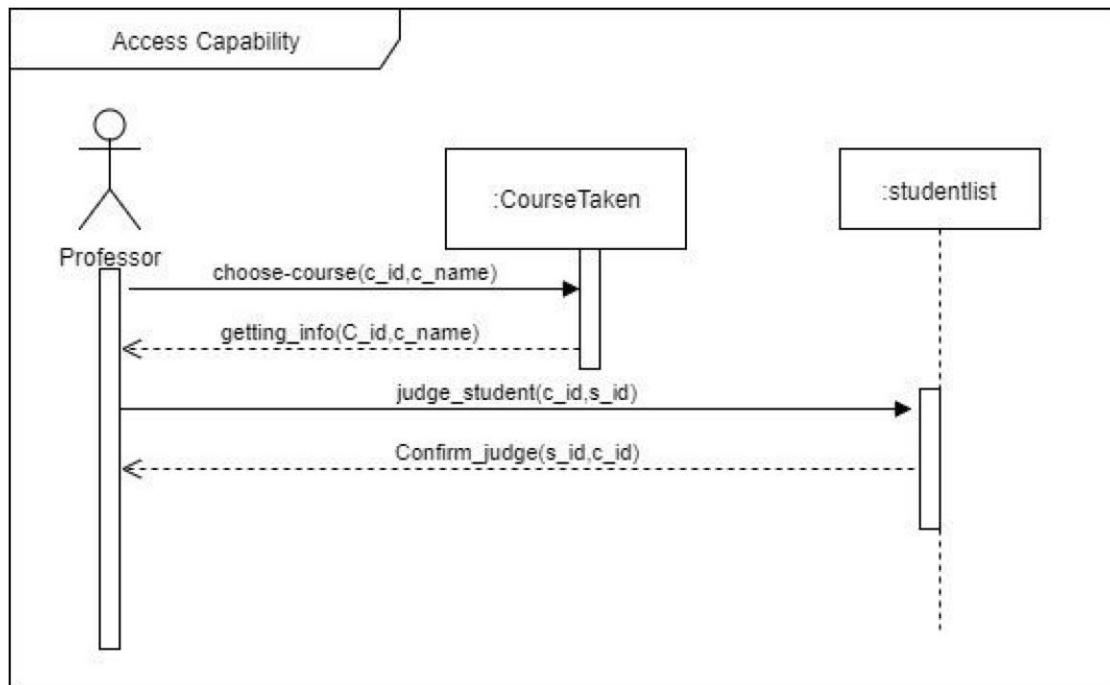 Access Capability
:CourseTaken
:studentlist
Professor
choose-course(c_id,c_name)
getting_info(C_id,c_name)
judge_student(c_id,s_id)
Confirm_judge(s_id,c_id)